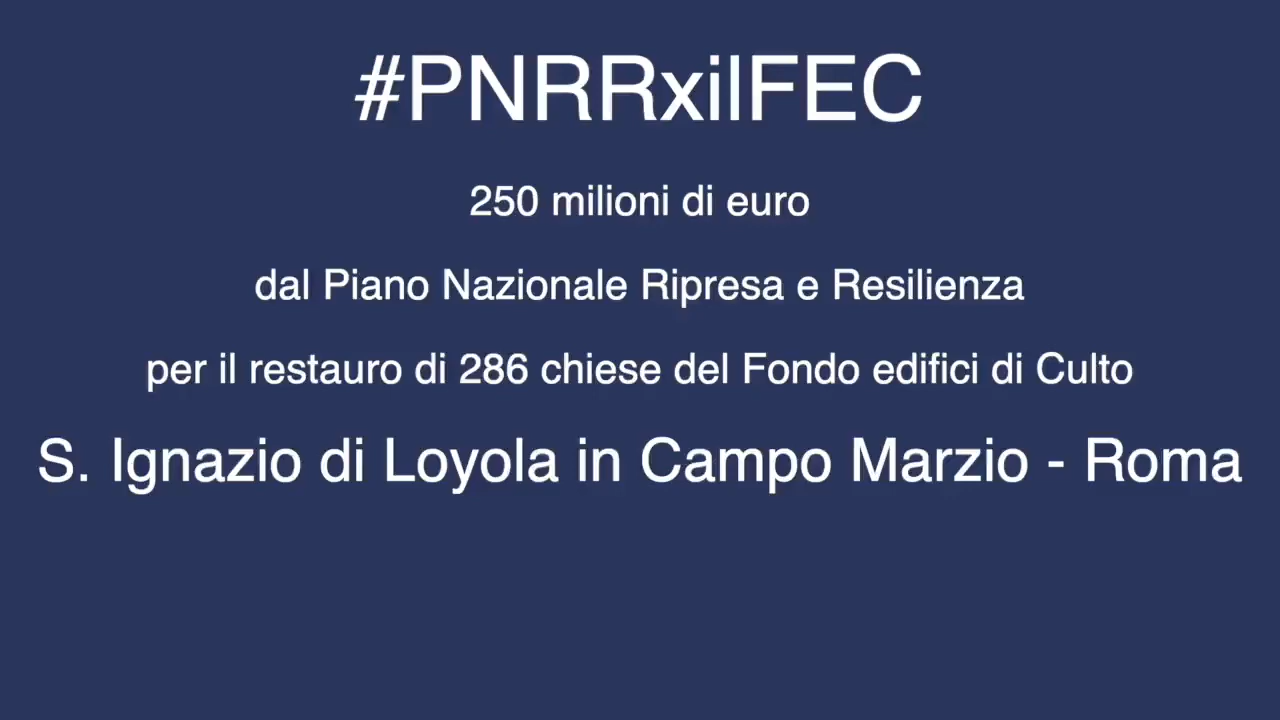 #PNRRxilFEC
250 milioni di euro
dal Piano Nazionale Ripresa e Resilienza
per il restauro di 286 chiese del Fondo edifici di Culto
S. Ignazio di Loyola in Campo Marzio - Roma